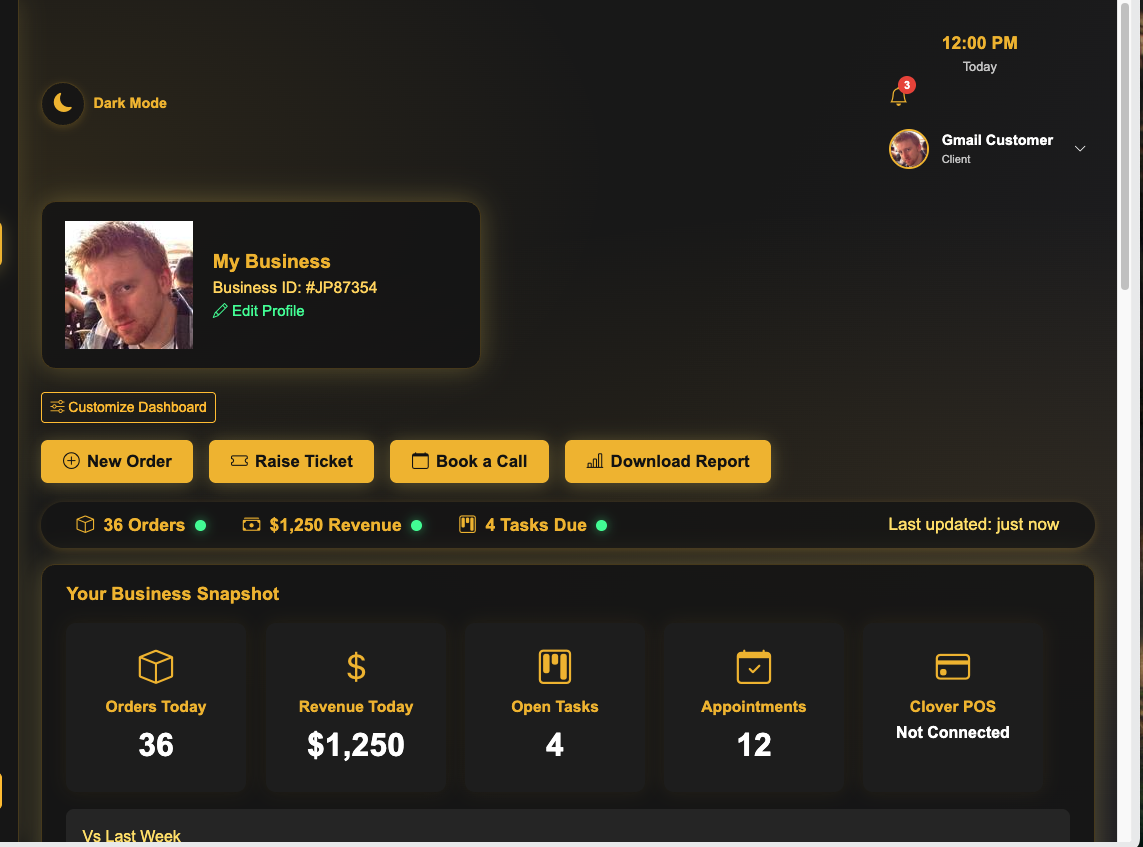 12:00 PM
Today
3
Dark Mode
Gmail Customer
Client
My Business
Business ID: #JP87354
Edit Profile
Customize Dashboard
New Order
Raise Ticket
Book a Call
Download Report
36 Orders
$1,250 Revenue
4 Tasks Due
Last updated: just now
Your Business Snapshot
Orders Today
36
Revenue Today
$1,250
Open Tasks
4
Appointments
12
Clover POS
Not Connected
Vs Last Week